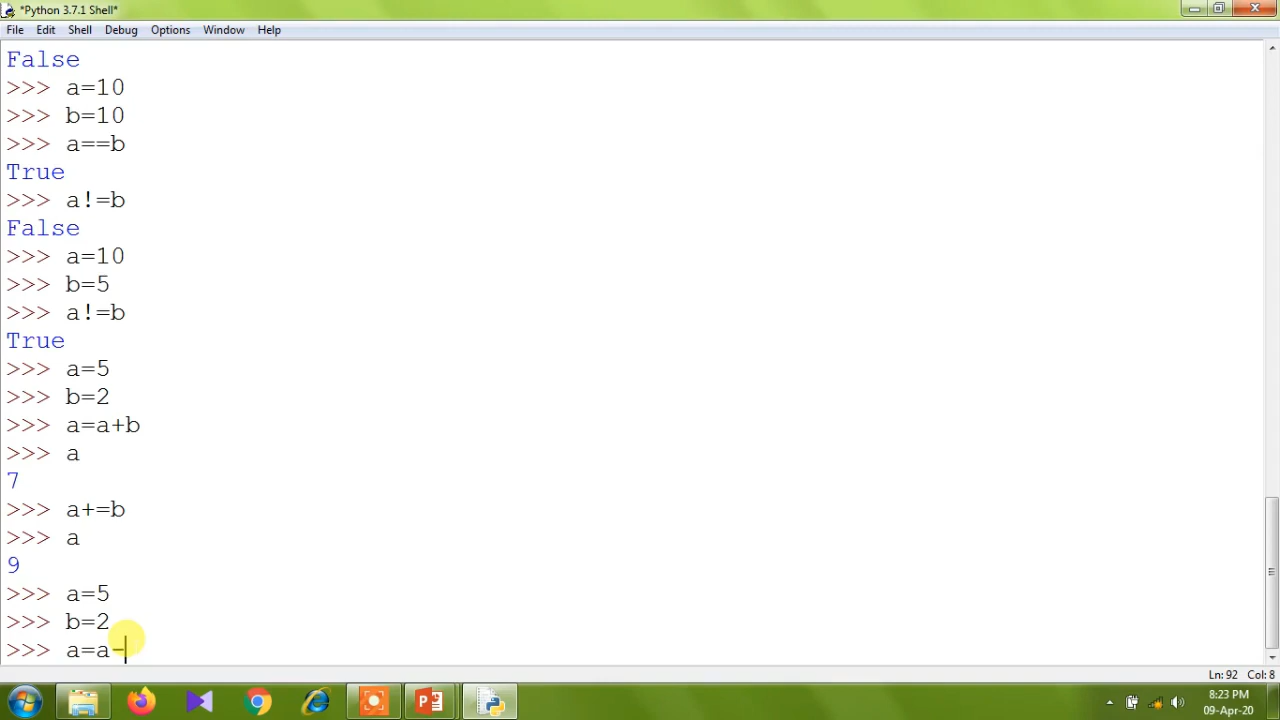 *Python 3.7.1 Shell*
File Edit Shell Debug Options Window Help
False
>>> a=10
>>> b=10
>>> a==b
True
>>> a!=b
False
>>> a=10
>>> b=5
>>> a!=b
True
>>> a=5
>>> b=2
>>> a=a+b
>>> a
7
>>> a+=b
>>> a
9
>>> a=5
>>> b=2
>>> a=a-
Ln: 92 Col: 8
8:23 PM
09-Apr-20